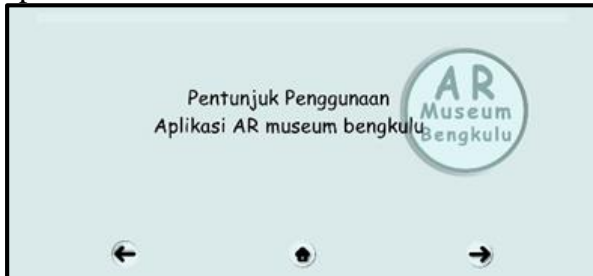 Pentunjuk Penggunaan
Aplikasi AR museum bengkulu
AR
Museum
Bengkulu